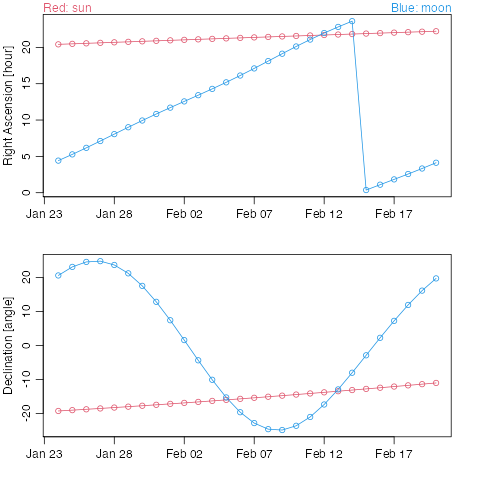 Red: sun Blue: moon
Right Ascension [hour]
20
15
10
5
0
Jan 23 Jan 28 Feb 02 Feb 07 Feb 12 Feb 17
Declination [angle]
20
10
0
-10
-20
Jan 23 Jan 28 Feb 02 Feb 07 Feb 12 Feb 17